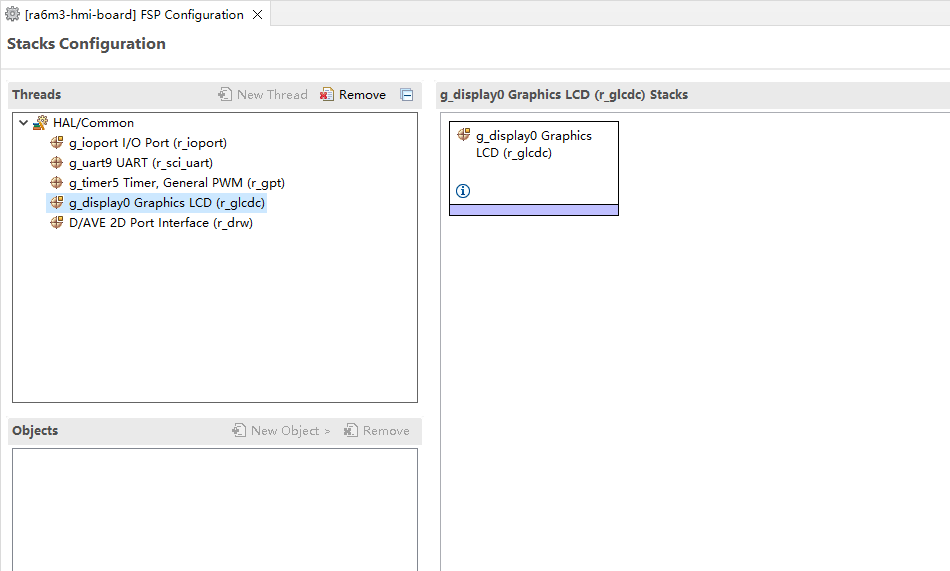 [ra6m3-hmi-board] FSP Configuration
Stacks Configuration
Threads
New Thread
Remove
HAL/Common
g_ioport I/O Port (r_ioport)
g_uart9 UART (r_sci_uart)
g_timer5 Timer, General PWM (r_gpt)
g_display0 Graphics LCD (r_glcdc)
D/AVE 2D Port Interface (r_drw)
Objects
New Object >
Remove
g_display0 Graphics LCD (r_glcdc) Stacks
g_display0 Graphics
LCD (r_glcdc)